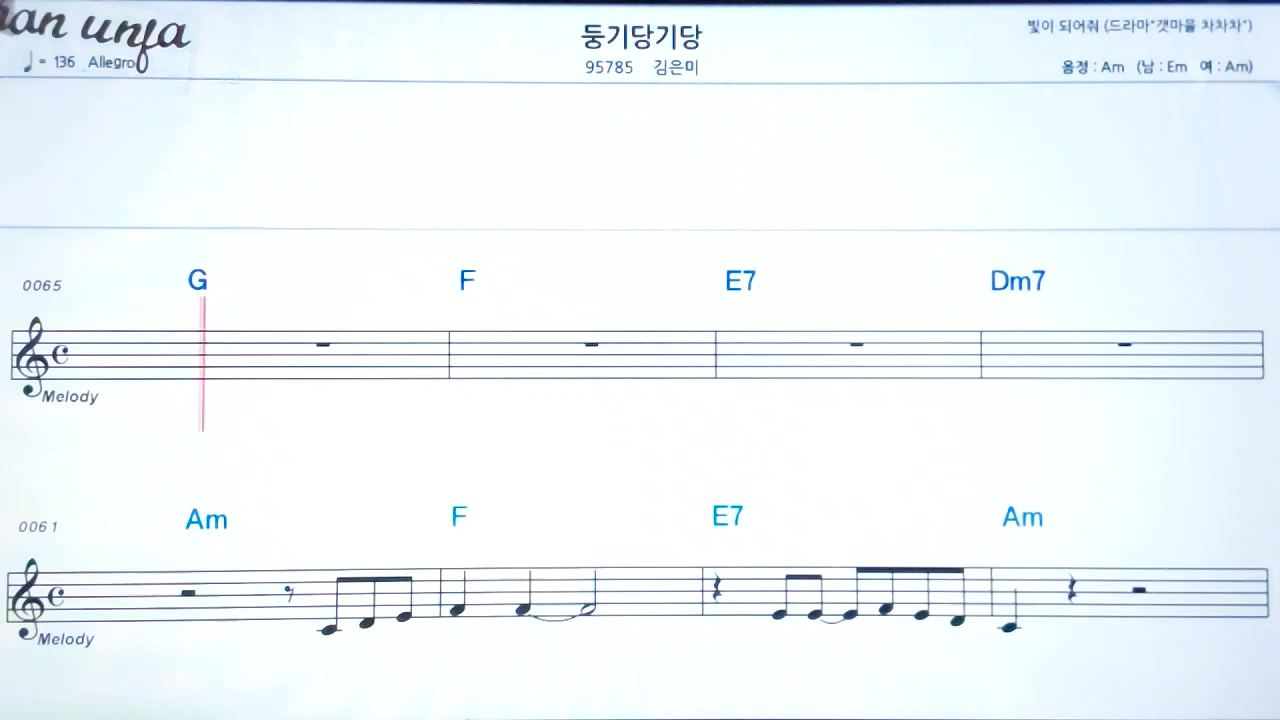 unja
둥기당기당
빛이 되어줘 (드라마"갯마을 차차차")
♩ = 136 Allegro
95785 김은미
음정 : Am (남 : Em 여 : Am)
0065 G F E7 Dm7
Melody
0061 Am F E7 Am
Melody